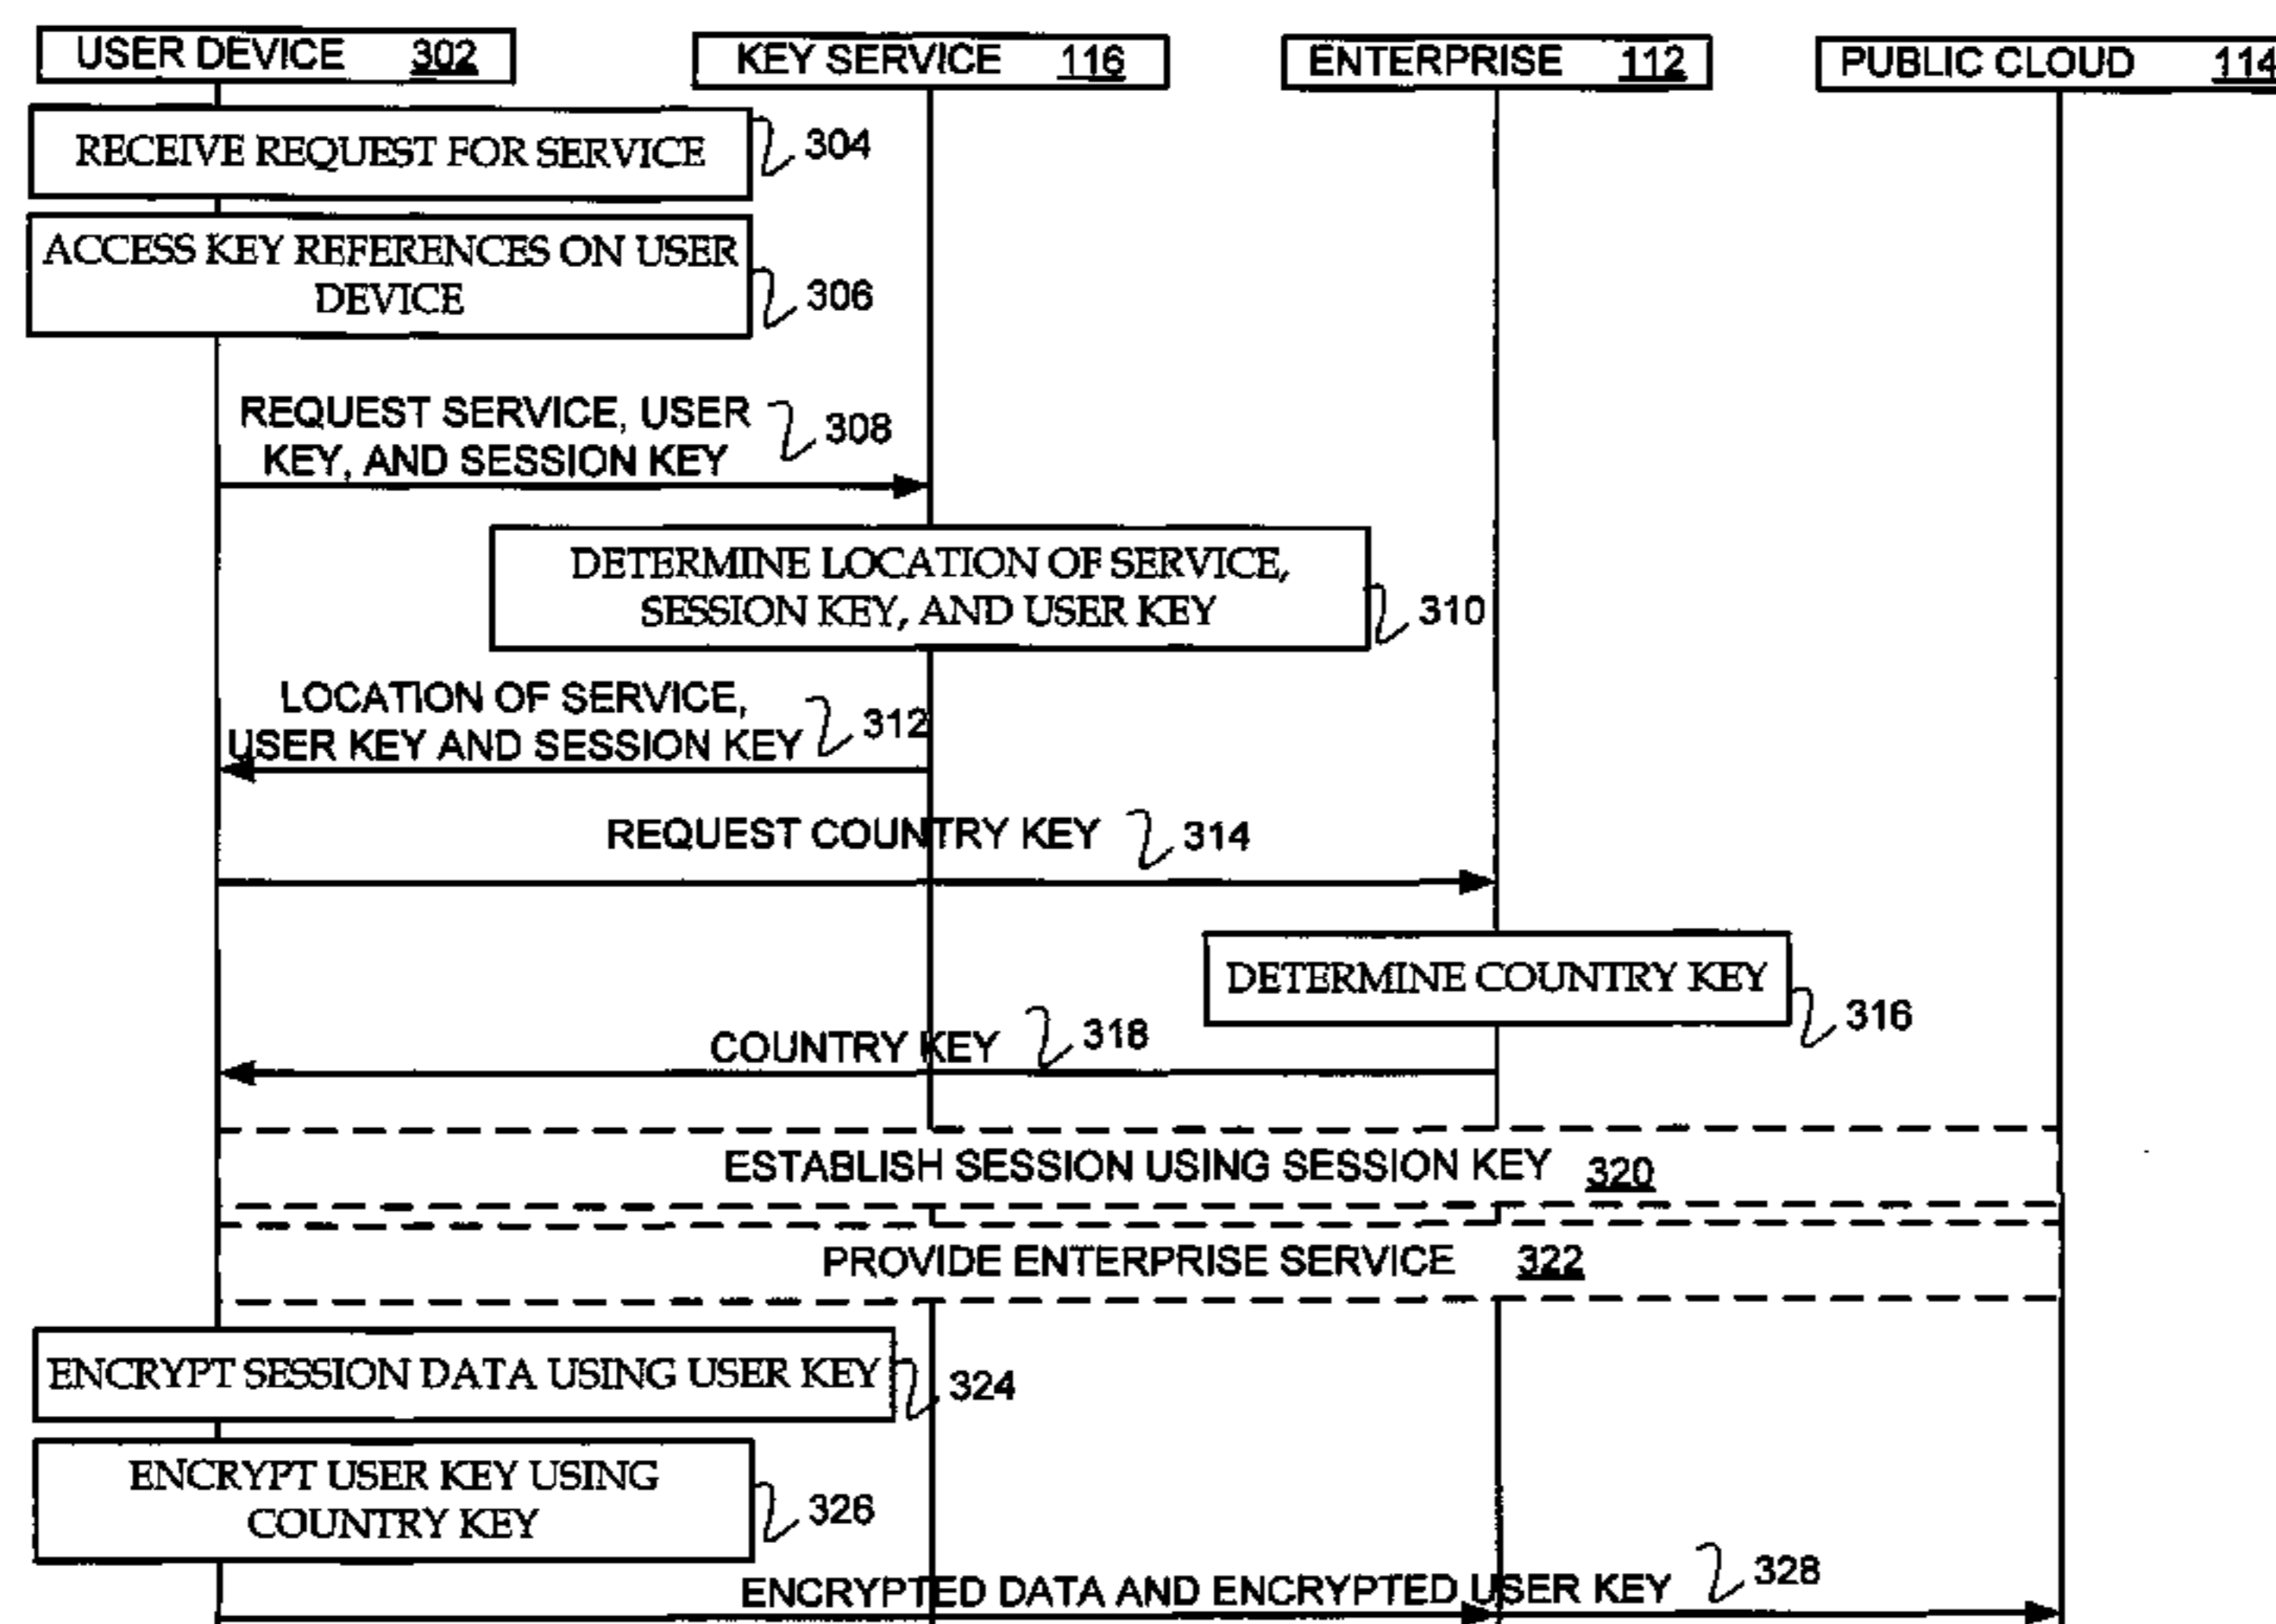 USER DEVICE 302
KEY SERVICE 116
ENTERPRISE 112
PUBLIC CLOUD 114
RECEIVE REQUEST FOR SERVICE
304
ACCESS KEY REFERENCES ON USER
DEVICE
306
REQUEST SERVICE, USER
KEY, AND SESSION KEY
308
DETERMINE LOCATION OF SERVICE,
SESSION KEY, AND USER KEY
310
LOCATION OF SERVICE,
USER KEY AND SESSION KEY
312
REQUEST COUNTRY KEY 314
DETERMINE COUNTRY KEY
316
COUNTRY KEY 318
ESTABLISH SESSION USING SESSION KEY 320
PROVIDE ENTERPRISE SERVICE 322
ENCRYPT SESSION DATA USING USER KEY
324
ENCRYPT USER KEY USING
COUNTRY KEY
326
ENCRYPTED DATA AND ENCRYPTED USER KEY 328